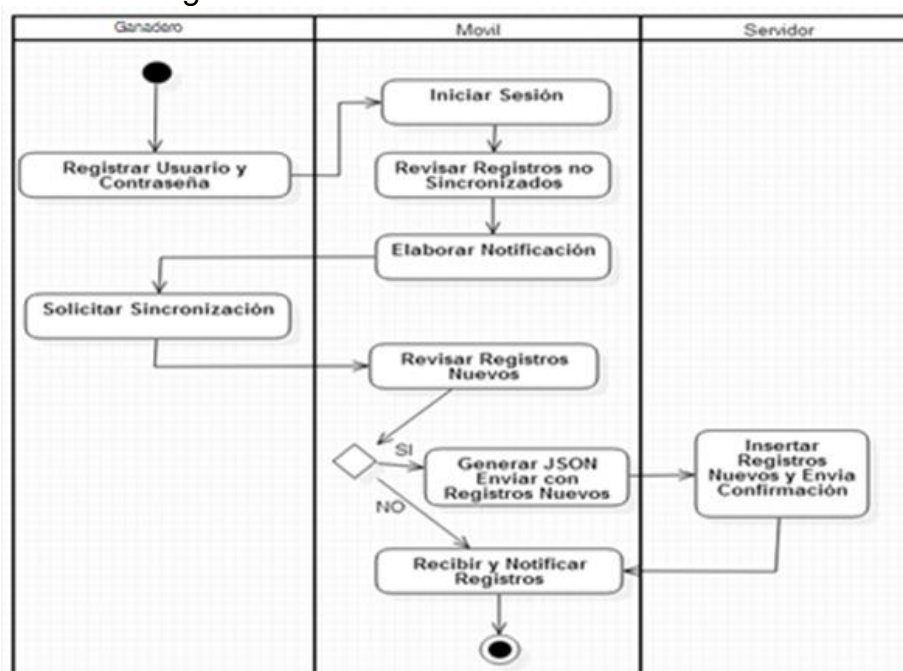 Ganadero
Movil
Servidor
Iniciar Sesión
Registrar Usuario y
Contraseña
Revisar Registros no
Sincronizados
Elaborar Notificación
Solicitar Sincronización
Revisar Registros
Nuevos
SI
Generar JSON
Enviar con
Registros Nuevos
Insertar
Registros
Nuevos y Envia
Confirmación
NO
Recibir y Notificar
Registros